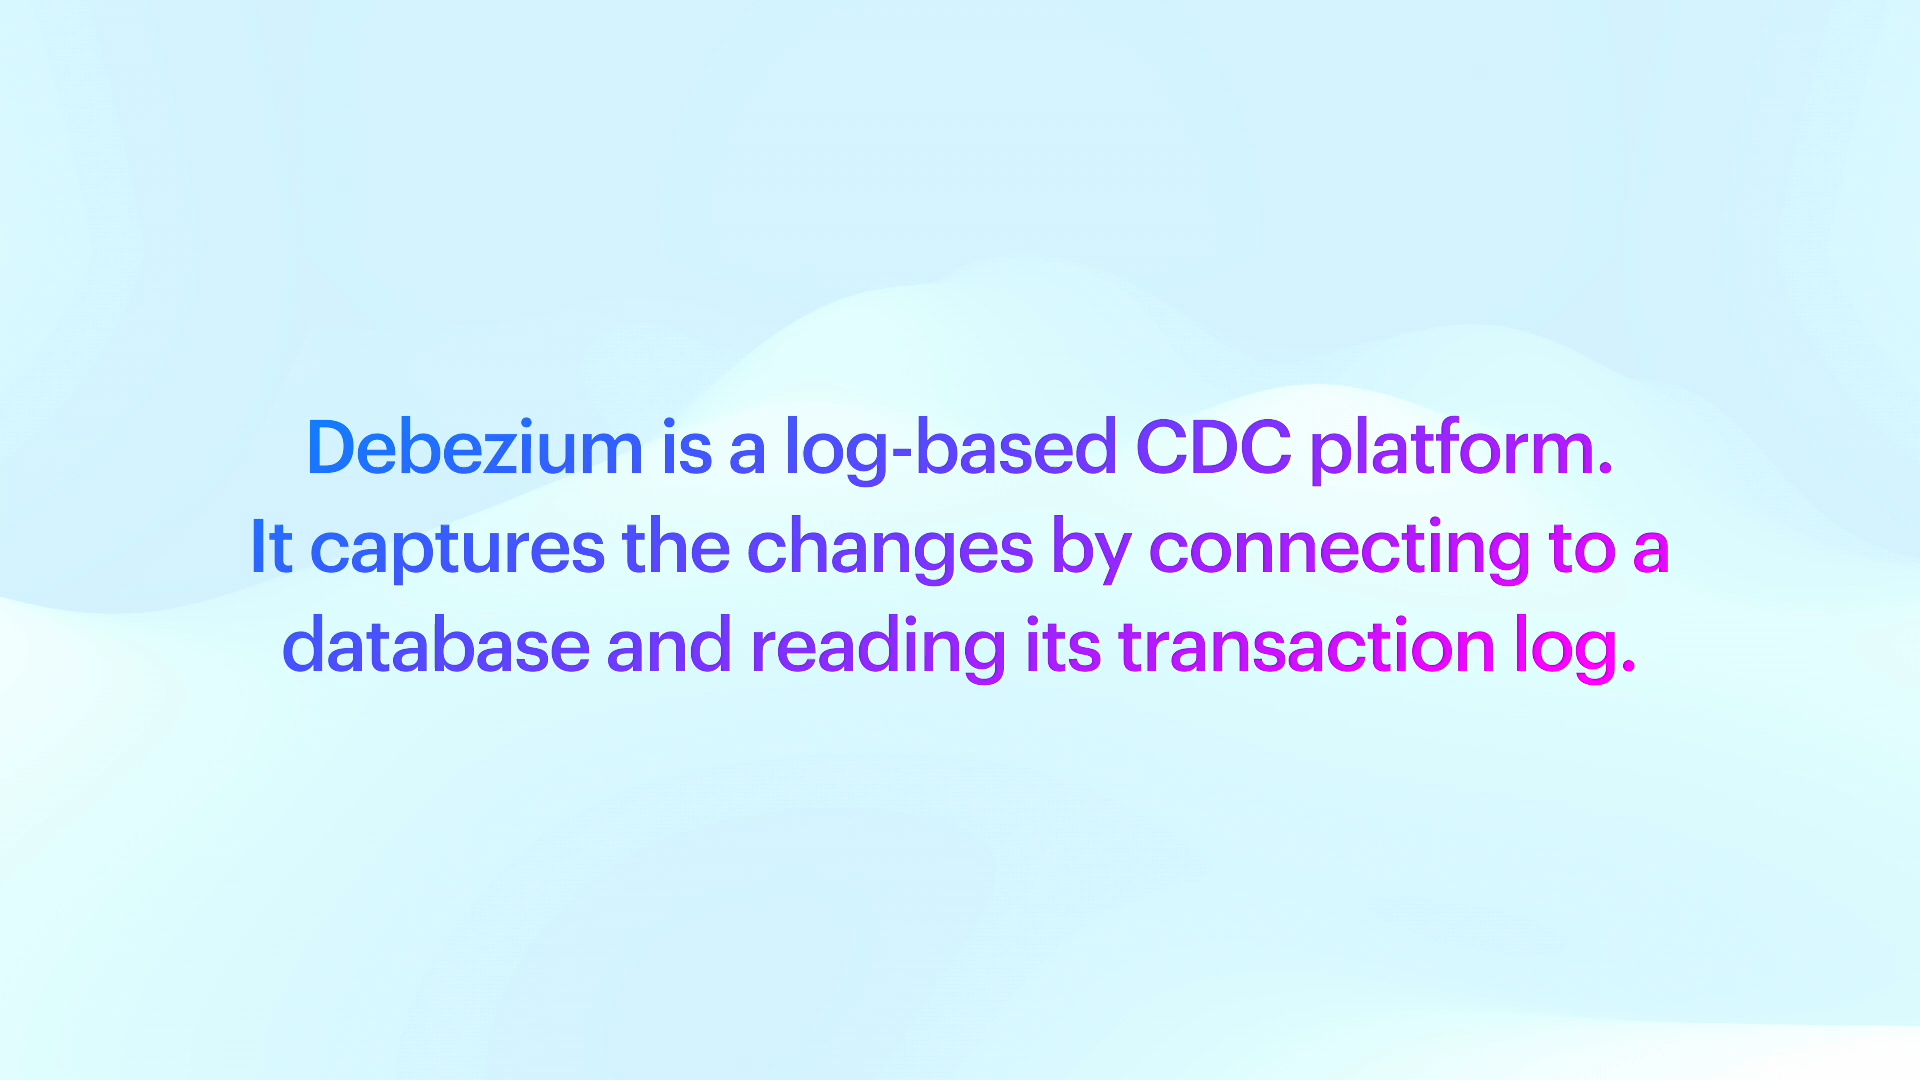 Debezium is a log-based CDC platform.
It captures the changes by connecting to a
database and reading its transaction log.